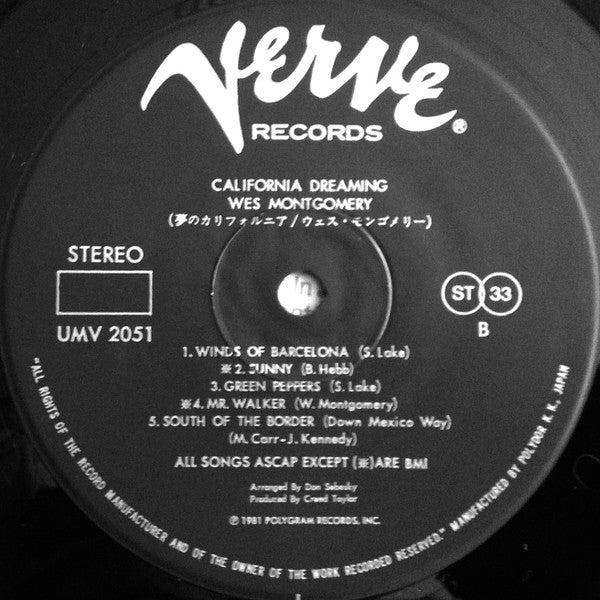 Verve®
RECORDS
CALIFORNIA DREAMING
WES MONTGOMERY
(夢のカリフォルニア/ウェス・モンゴメリー)
STEREO
UMV 2051
ST 33
B
1. WINDS OF BARCELONA (S. Lake)
※2. SUNNY (B. Hebb)
3. GREEN PEPPERS (S. Lake)
※4. MR. WALKER (W. Montgomery)
5. SOUTH OF THE BORDER (Down Mexico Way)
(M. Carr-J. Kennedy)
ALL SONGS ASCAP EXCEPT (※) ARE BMI
Arranged By Don Sebesky
Produced By Creed Taylor
℗ 1981 POLYGRAM RECORDS, INC.
"ALL RIGHTS OF THE RECORD MANUFACTURER AND OF THE OWNER OF THE WORK RECORDED RESERVED." MANUFACTURED BY POLYDOR K. K., JAPAN